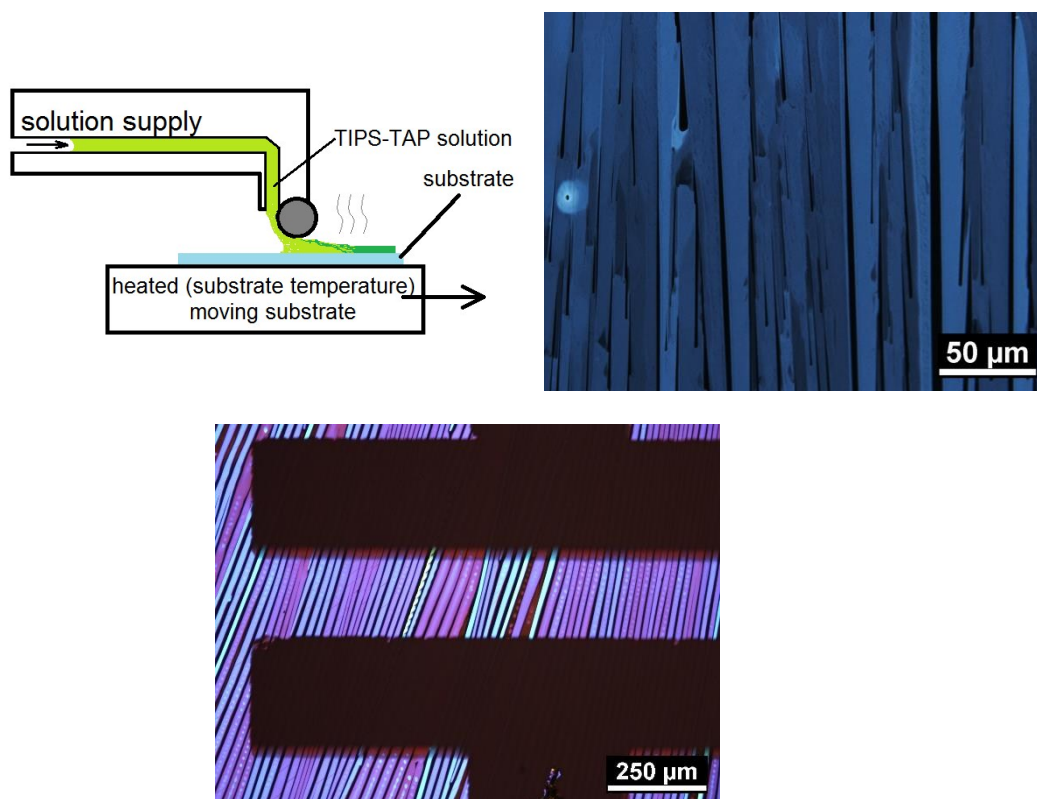 solution supply
TIPS-TAP solution
substrate
heated (substrate temperature)
moving substrate
50 µm
250 µm